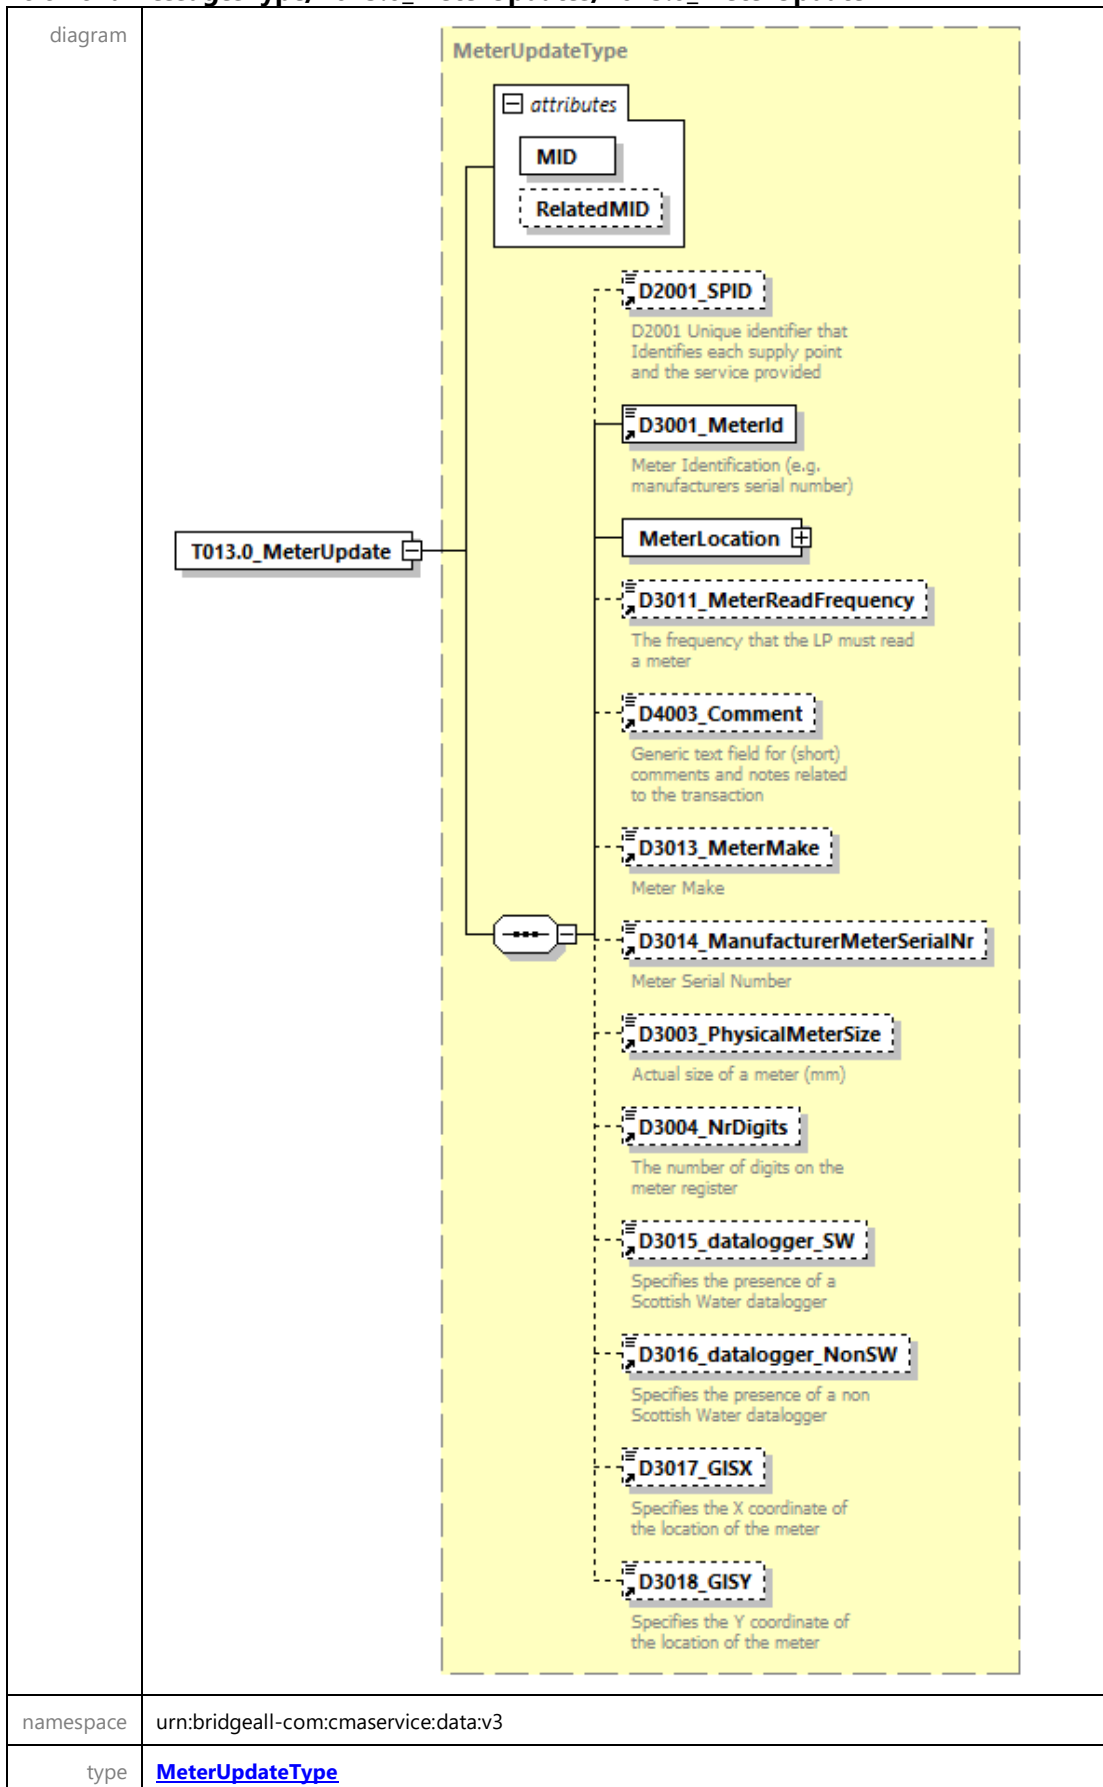 diagram
MeterUpdateType
attributes
MID
RelatedMID
D2001_SPID
D2001 Unique identifier that
Identifies each supply point
and the service provided
D3001_MeterId
Meter Identification (e.g.
manufacturers serial number)
T013.0_MeterUpdate
MeterLocation
D3011_MeterReadFrequency
The frequency that the LP must read
a meter
D4003_Comment
Generic text field for (short)
comments and notes related
to the transaction
D3013_MeterMake
Meter Make
D3014_ManufacturerMeterSerialNr
Meter Serial Number
D3003_PhysicalMeterSize
Actual size of a meter (mm)
D3004_NrDigits
The number of digits on the
meter register
D3015_datalogger_SW
Specifies the presence of a
Scottish Water datalogger
D3016_datalogger_NonSW
Specifies the presence of a non
Scottish Water datalogger
D3017_GISX
Specifies the X coordinate of
the location of the meter
D3018_GISY
Specifies the Y coordinate of
the location of the meter
namespace urn:bridgeall-com:cmaservice:data:v3
type MeterUpdateType